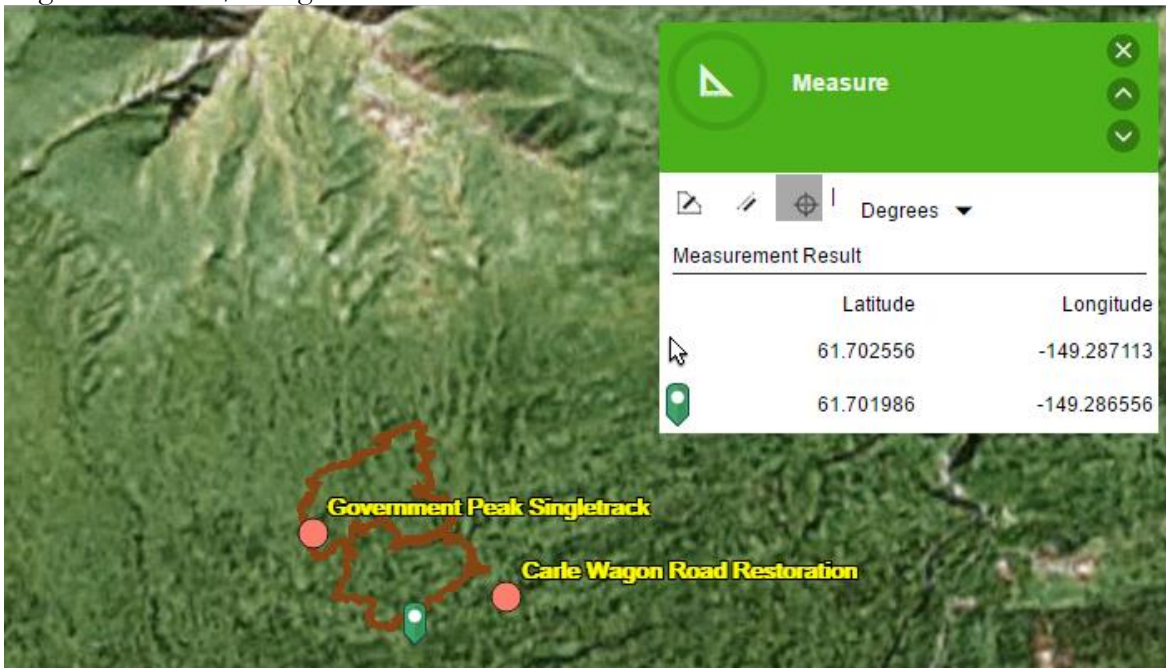 Measure
Degrees
Measurement Result
Latitude Longitude
61.702556 -149.287113
61.701986 -149.286556
Government Peak Singletrack
Carle Wagon Road Restoration